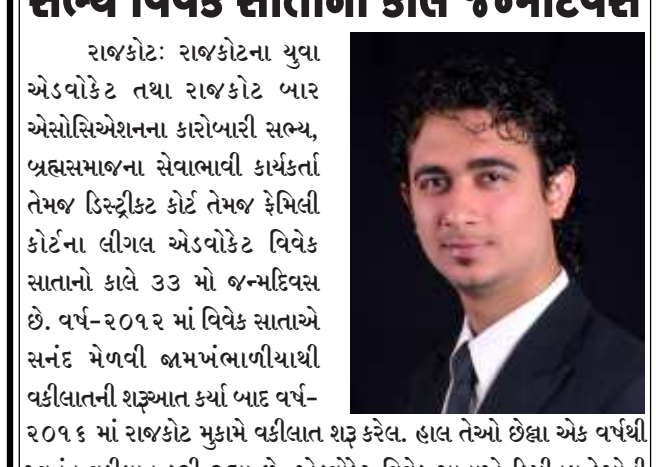 સભ્ય વિવેક સાતાનો કાલે જન્મદિવસ
રાજકોટઃ રાજકોટના યુવા
એડવોકેટ તથા રાજકોટ બાર
એસોસિએશનના કારોબારી સભ્ય,
બ્રહ્મસમાજના સેવાભાવી કાર્યકર્તા
તેમજ ડિસ્ટ્રીકટ કોર્ટ તેમજ ફેમિલી
કોર્ટના લીગલ એડવોકેટ વિવેક
સાતાનો કાલે ૩૩ મો જન્મદિવસ
છે. વર્ષ-૨૦૧૨ માં વિવેક સાતાએ
સનંદ મેળવી જામખંભાળીયાથી
વકીલાતની શરૂઆત કર્યા બાદ વર્ષ-
૨૦૧૬ માં રાજકોટ મુકામે વકીલાત શરૂ કરેલ. હાલ તેઓ છેલ્લા એક વર્ષથી